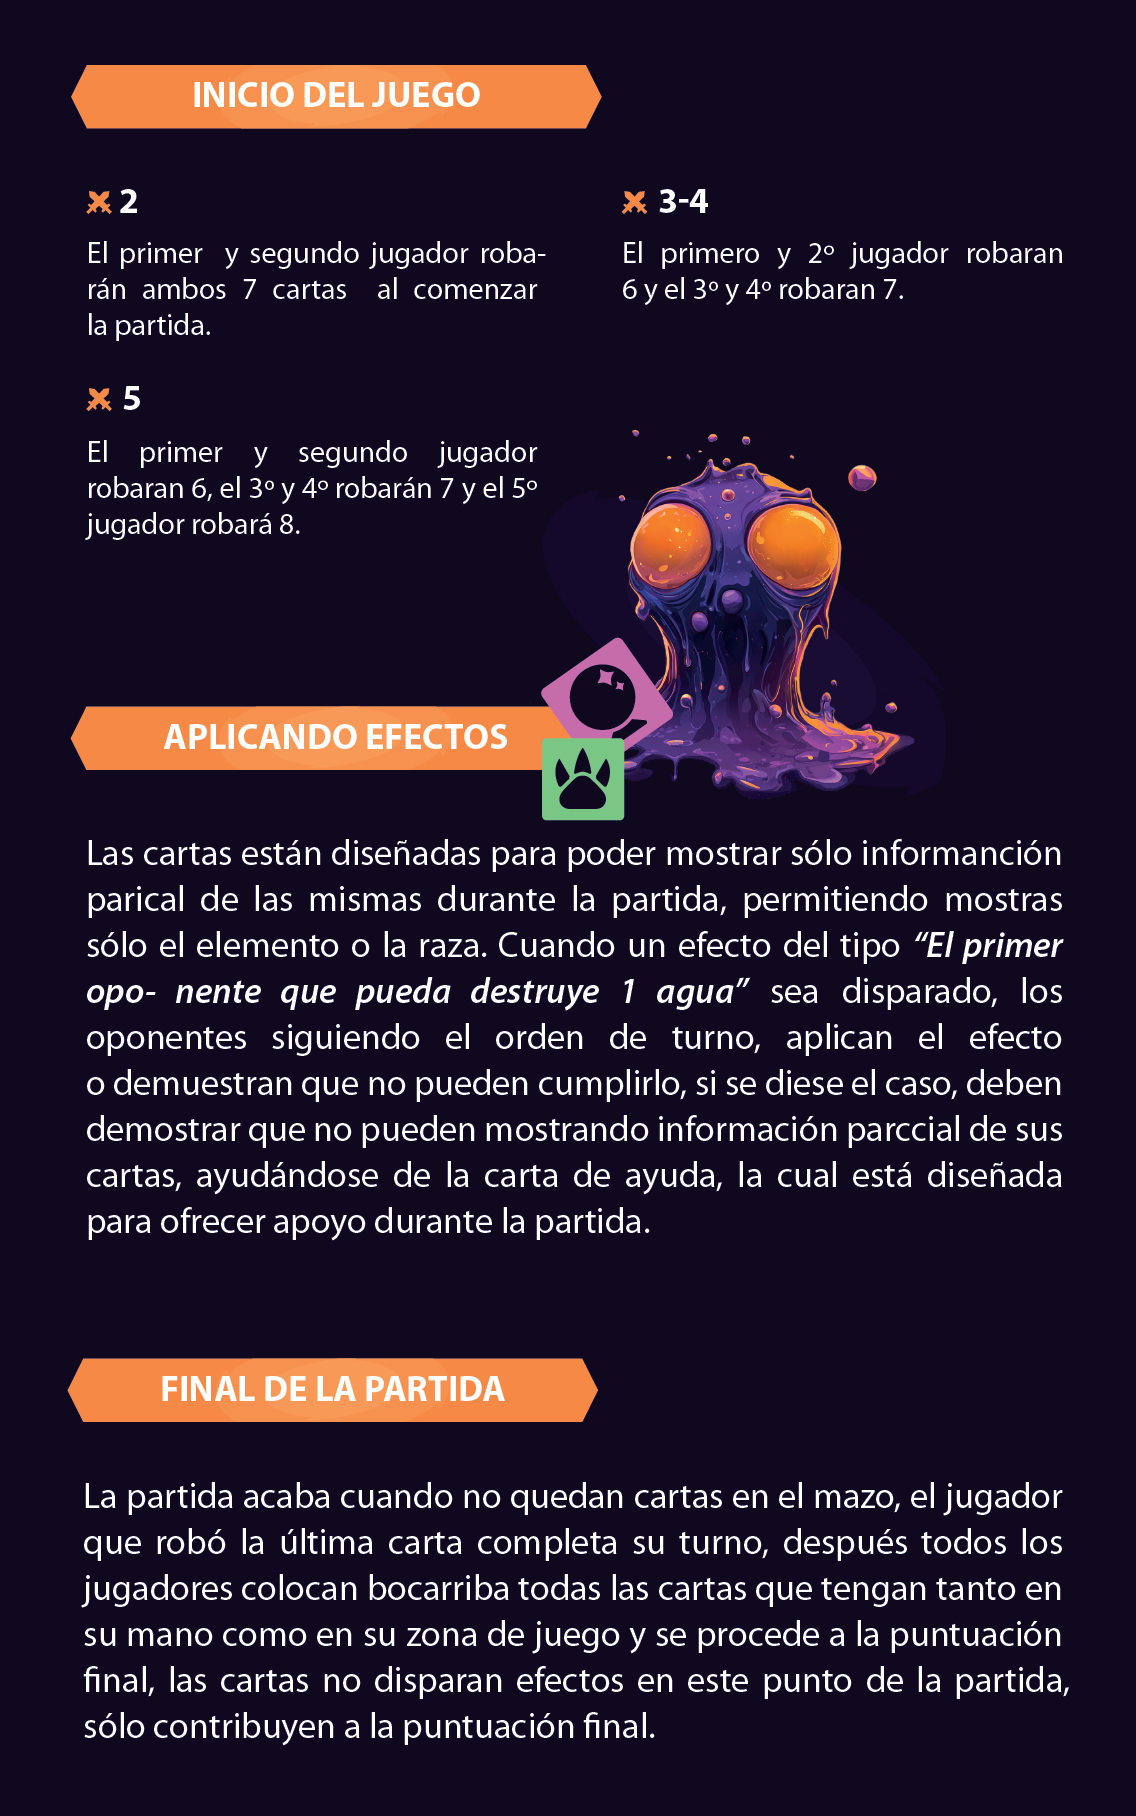 INICIO DEL JUEGO
2
El primer y segundo jugador roba-
rán ambos 7 cartas al comenzar
la partida.
3-4
El primero y 2º jugador robaran
6 y el 3º y 4º robaran 7.
5
El primer y segundo jugador
robaran 6, el 3º y 4º robarán 7 y el 5º
jugador robará 8.
APLICANDO EFECTOS
Las cartas están diseñadas para poder mostrar sólo informanción
parical de las mismas durante la partida, permitiendo mostras
sólo el elemento o la raza. Cuando un efecto del tipo “El primer
opo- nente que pueda destruye 1 agua” sea disparado, los
oponentes siguiendo el orden de turno, aplican el efecto
o demuestran que no pueden cumplirlo, si se diese el caso, deben
demostrar que no pueden mostrando información parccial de sus
cartas, ayudándose de la carta de ayuda, la cual está diseñada
para ofrecer apoyo durante la partida.
FINAL DE LA PARTIDA
La partida acaba cuando no quedan cartas en el mazo, el jugador
que robó la última carta completa su turno, después todos los
jugadores colocan bocarriba todas las cartas que tengan tanto en
su mano como en su zona de juego y se procede a la puntuación
final, las cartas no disparan efectos en este punto de la partida,
sólo contribuyen a la puntuación final.